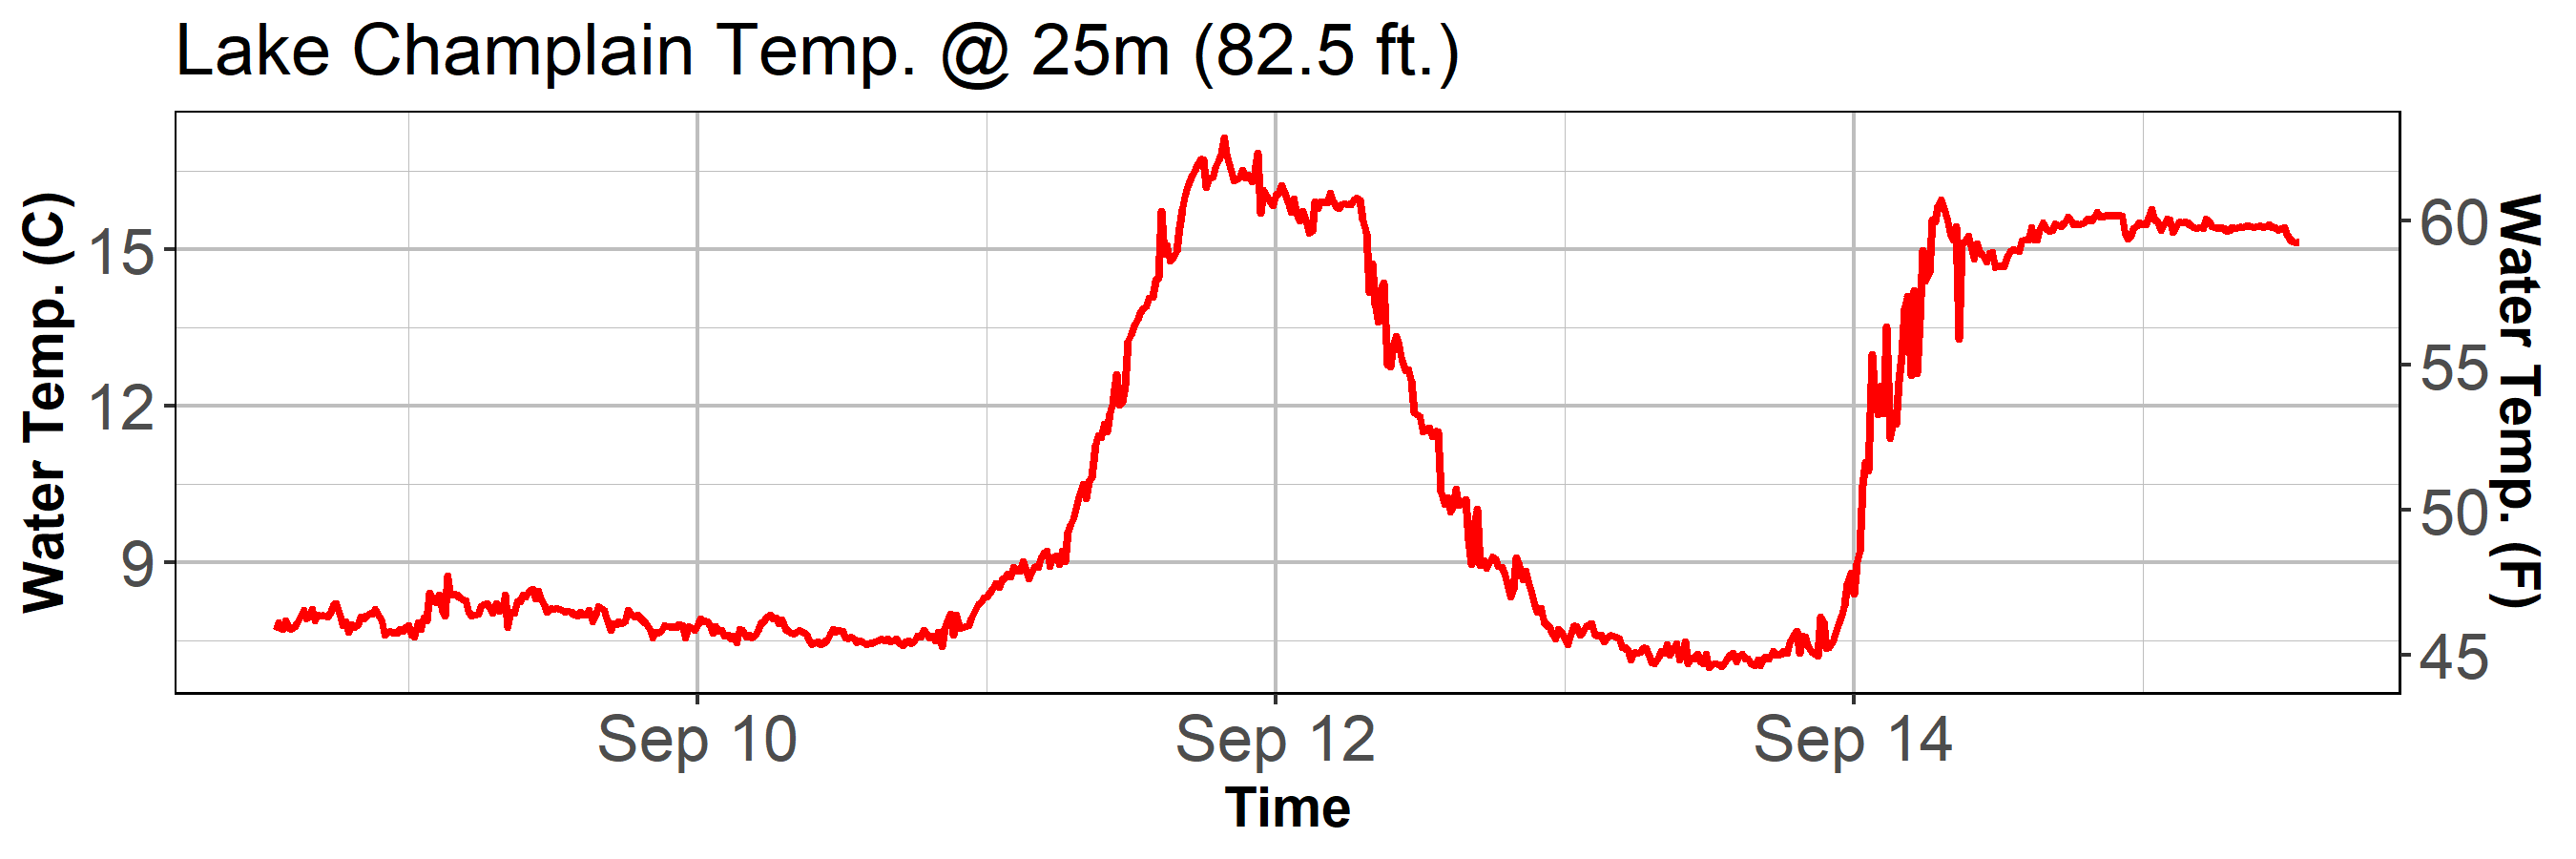 Lake Champlain Temp. @ 25m (82.5 ft.)
Water Temp. (C)
15
12
9
60
55
50
45
Water Temp. (F)
Sep 10
Sep 12
Sep 14
Time